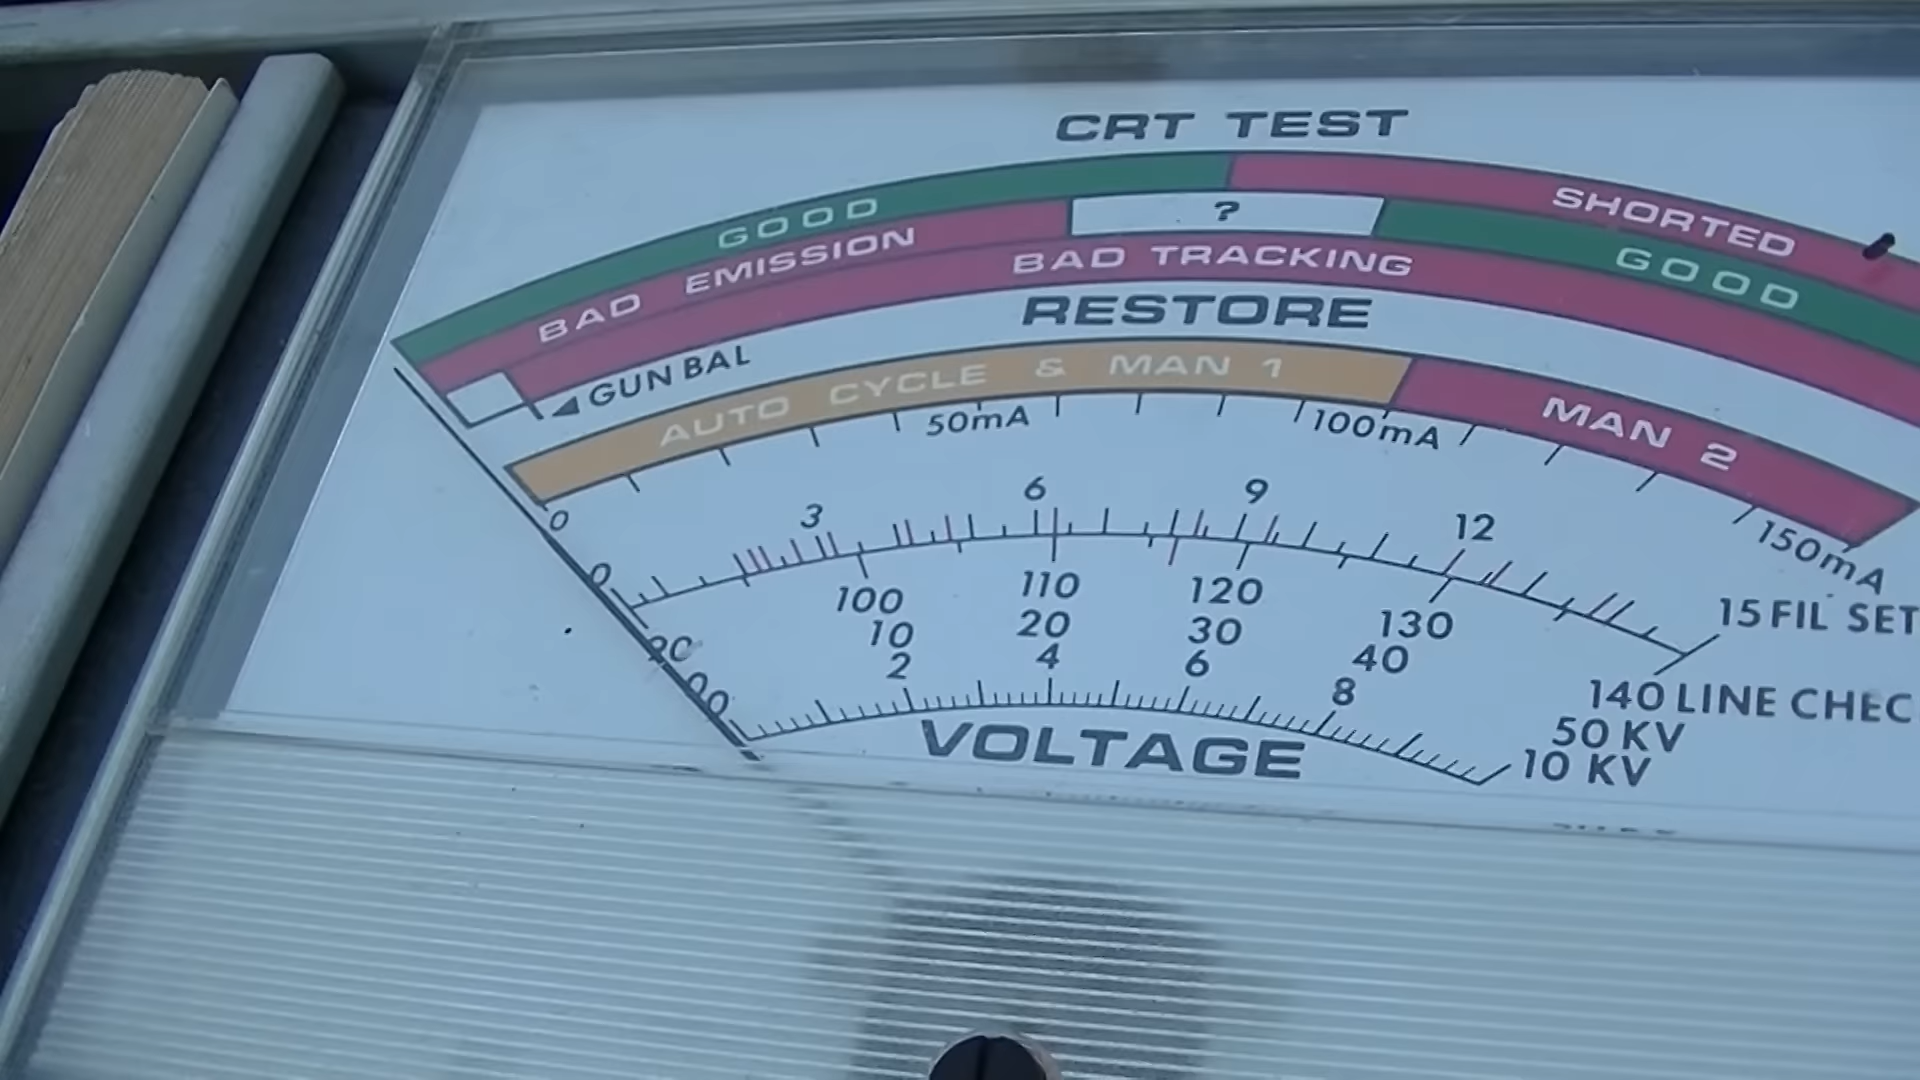 CRT TEST
GOOD SHORTED
BAD EMISSION ? GOOD
BAD TRACKING
GUN BAL
RESTORE
AUTO CYCLE & MAN 1 MAN 2
0 50mA 100mA 150mA
0 3 6 9 12 15 FIL SET
100 110 120 130 140 LINE CHEC
0 10 20 30 40 50 KV
0 2 4 6 8 10 KV
VOLTAGE